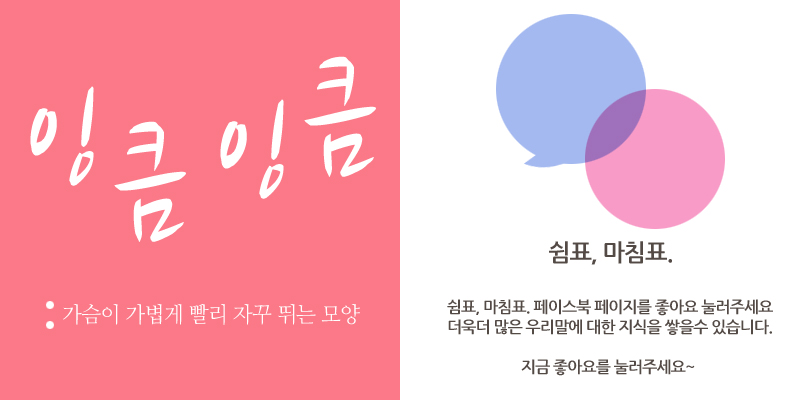 잉큼잉큼
: 가슴이 가볍게 빨리 자꾸 뛰는 모양
쉼표, 마침표.
쉼표, 마침표. 페이스북 페이지를 좋아요 눌러주세요
더욱더 많은 우리말에 대한 지식을 쌓을수 있습니다.
지금 좋아요를 눌러주세요~